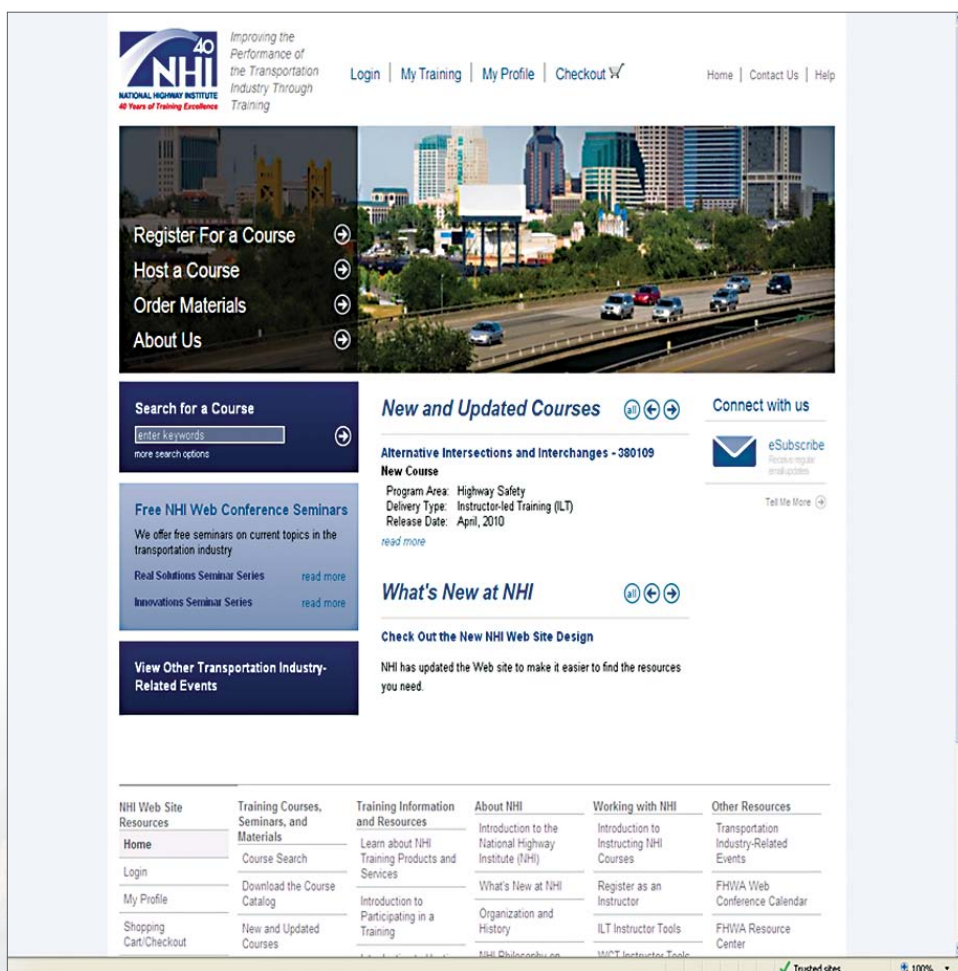 40
NHI
NATIONAL HIGHWAY INSTITUTE
40 Years of Training Excellence
Improving the
Performance of
the Transportation
Industry Through
Training
Login | My Training | My Profile | Checkout
Home | Contact Us | Help
Register For a Course
Host a Course
Order Materials
About Us
Search for a Course
enter keywords
more search options
Free NHI Web Conference Seminars
We offer free seminars on current topics in the
transportation industry
Real Solutions Seminar Series read more
Innovations Seminar Series read more
View Other Transportation Industry-
Related Events
New and Updated Courses all
Alternative Intersections and Interchanges - 380109
New Course
Program Area: Highway Safety
Delivery Type: Instructor-led Training (ILT)
Release Date: April, 2010
read more
What's New at NHI all
Check Out the New NHI Web Site Design
NHI has updated the Web site to make it easier to find the resources
you need.
Connect with us
eSubscribe
Receive regular
email updates
Tell Me More
NHI Web Site
Resources
Home
Login
My Profile
Shopping
Cart/Checkout
Training Courses,
Seminars, and
Materials
Course Search
Download the Course
Catalog
New and Updated
Courses
Training Information
and Resources
Learn about NHI
Training Products and
Services
Introduction to
Participating in a
Training
About NHI
Introduction to the
National Highway
Institute (NHI)
What's New at NHI
Organization and
History
NHI Philosophy on
Working with NHI
Introduction to
Instructing NHI
Courses
Register as an
Instructor
ILT Instructor Tools
WCT Instructor Tools
Other Resources
Transportation
Industry-Related
Events
FHWA Web
Conference Calendar
FHWA Resource
Center
Trusted sites
100%